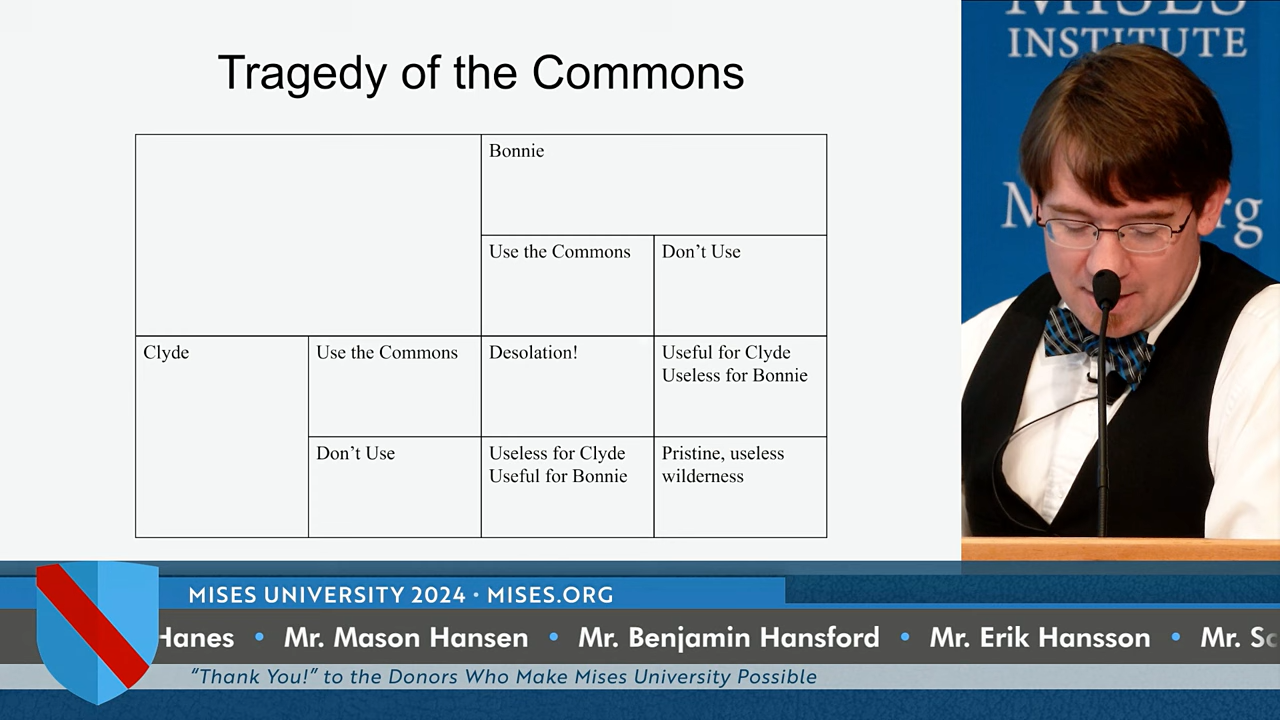 Tragedy of the Commons
Bonnie
Use the Commons
Don’t Use
Clyde
Use the Commons
Desolation!
Useful for Clyde
Useless for Bonnie
Don’t Use
Useless for Clyde
Useful for Bonnie
Pristine, useless
wilderness
MISES
INSTITUTE
MISES UNIVERSITY 2024 • MISES.ORG
Hanes • Mr. Mason Hansen • Mr. Benjamin Hansford • Mr. Erik Hansson • Mr.
“Thank You!” to the Donors Who Make Mises University Possible